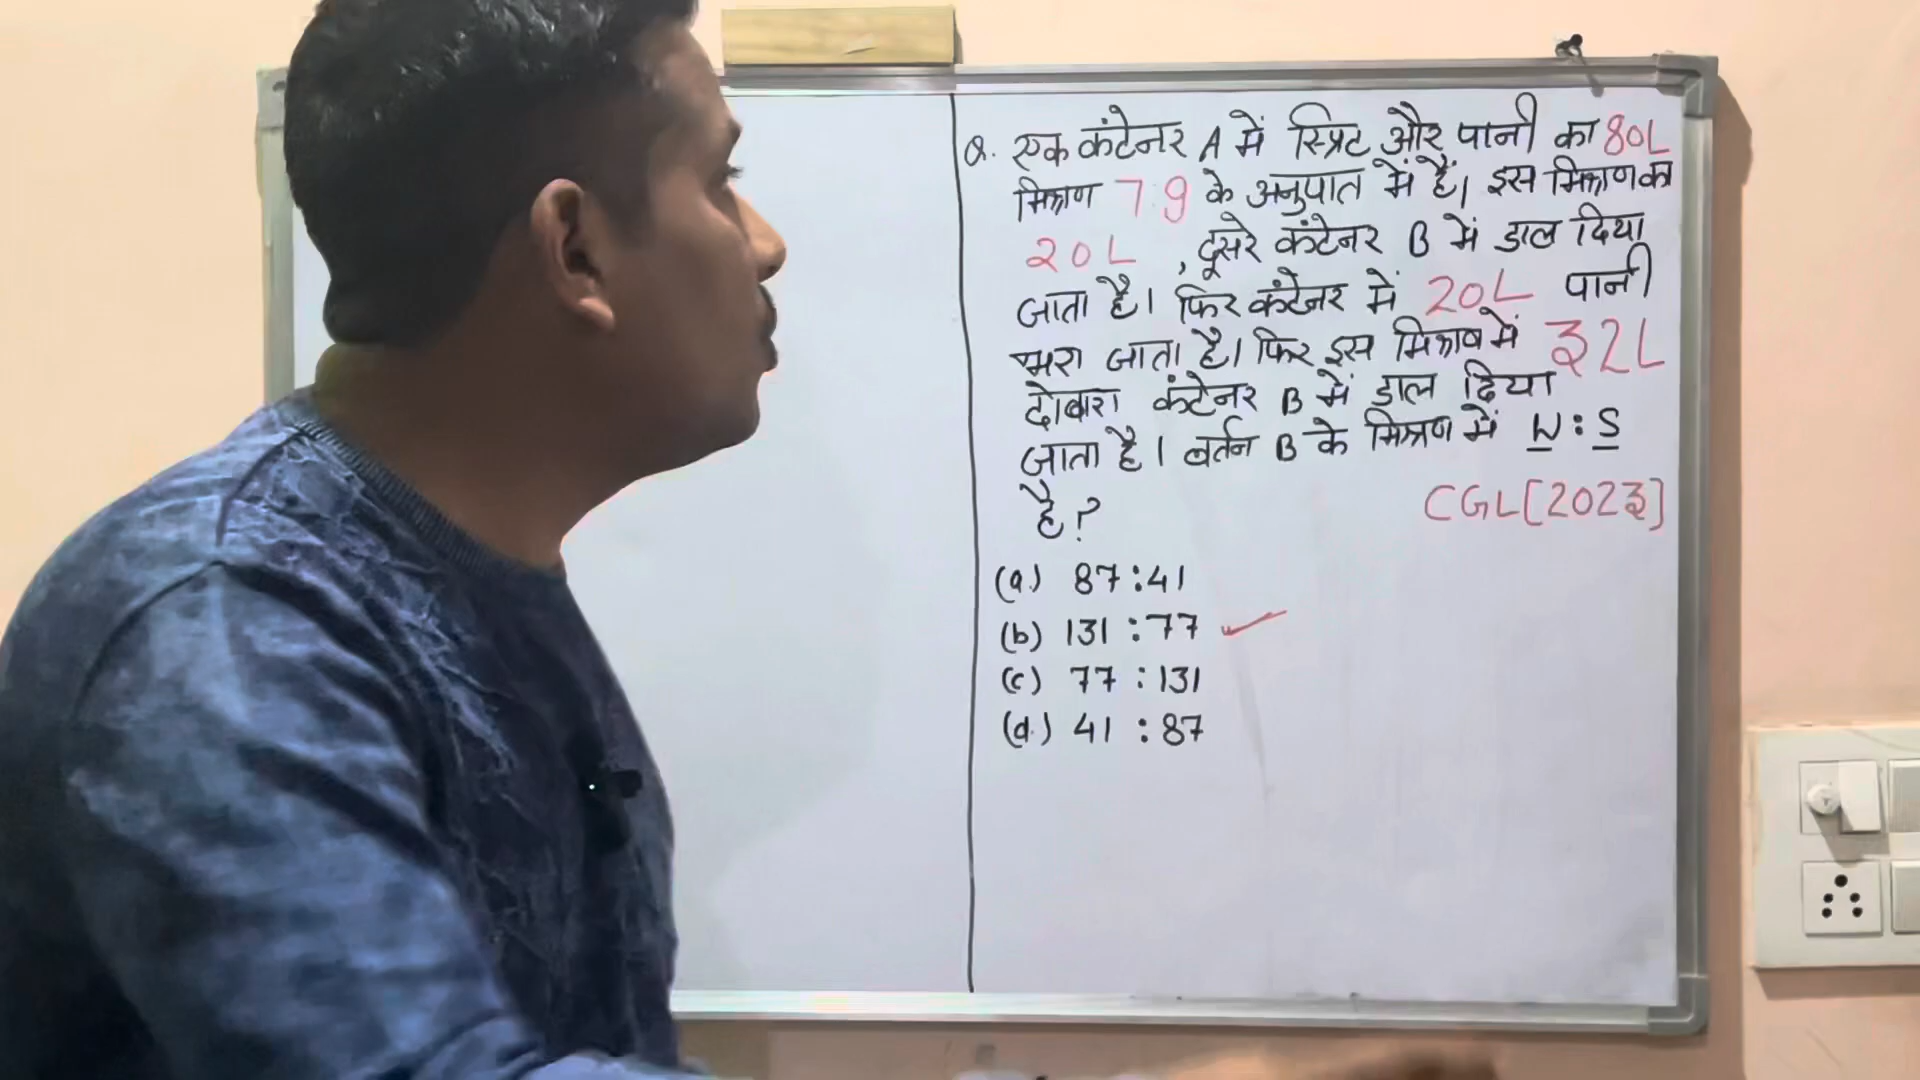 Q. एक कंटेनर A में स्प्रिट और पानी का 80L
मिश्रण 7:9 के अनुपात में है। इस मिश्रण का
20L , दूसरे कंटेनर B में डाल दिया
जाता है। फिर कंटेनर में 20L पानी
भरा जाता है। फिर इस मिश्रण में 32L
दोबारा कंटेनर B में डाल दिया
जाता है। बर्तन B के मिश्रण में W : S
है?
CGL[2023]
(a.) 87 : 41
(b) 131 : 77
(c) 77 : 131
(d.) 41 : 87